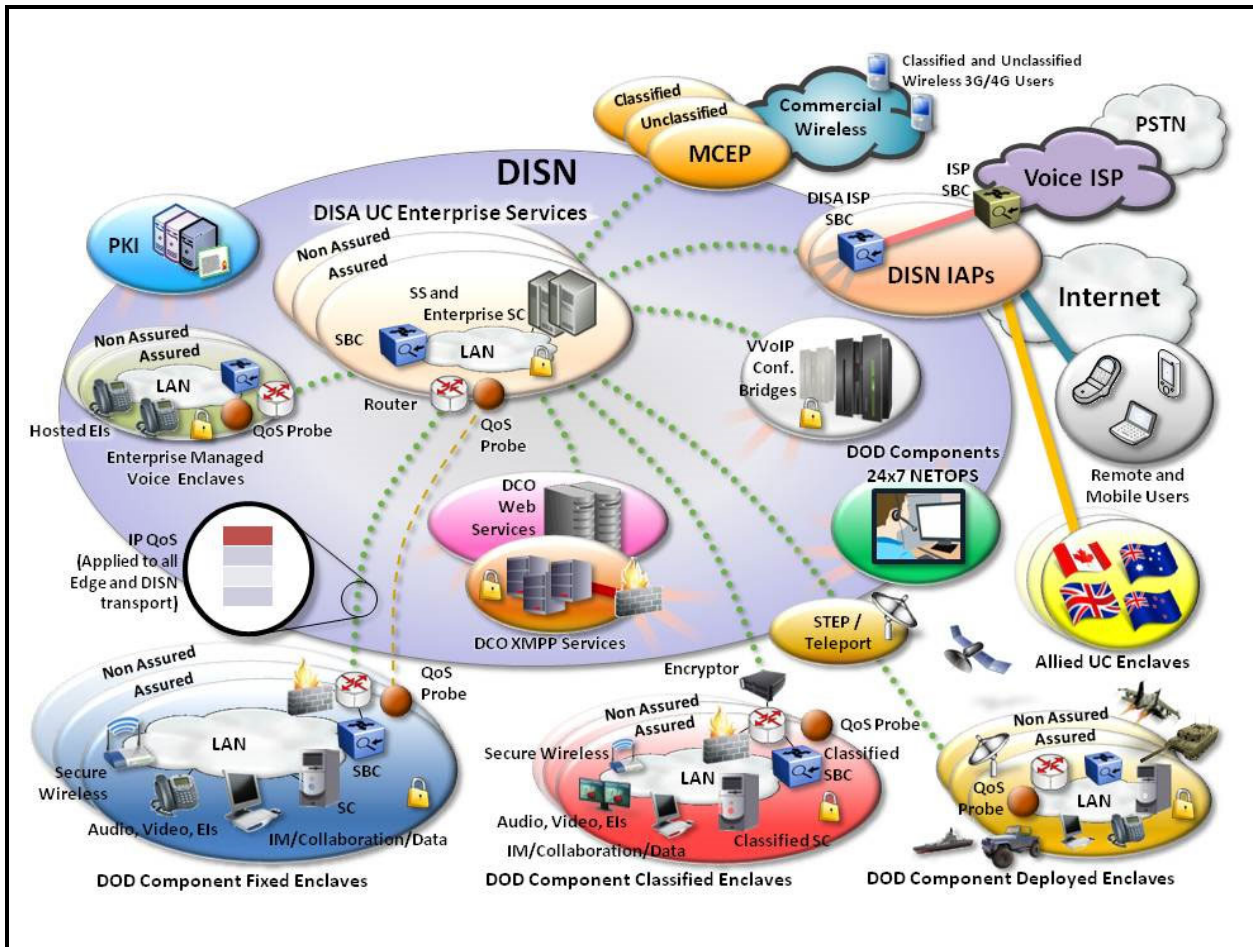 Classified and Unclassified
Wireless 3G/4G Users
Classified
Unclassified
MCEP
Commercial
Wireless
PSTN
ISP
SBC
Voice ISP
DISN
DISA UC Enterprise Services
DISA ISP
SBC
DISN IAPs
PKI
Non Assured
Assured
SS and
Enterprise SC
SBC
LAN
Internet
Non Assured
Assured
LAN
Hosted EIs
QoS Probe
Enterprise Managed
Voice Enclaves
Router
QoS
Probe
VVoIP
Conf.
Bridges
Remote and
Mobile Users
DOD Components
24x7 NETOPS
DCO
Web
Services
IP QoS
(Applied to all
Edge and DISN
transport)
DCO XMPP Services
STEP /
Teleport
Allied UC Enclaves
Non Assured
Assured
QoS
Probe
LAN
SBC
Secure
Wireless
SC
Audio, Video, EIs
IM/Collaboration/Data
DOD Component Fixed Enclaves
Encryptor
Non Assured
Assured
QoS Probe
Secure Wireless
LAN
Classified
SBC
Audio, Video, EIs
Classified SC
IM/Collaboration/Data
DOD Component Classified Enclaves
Non Assured
Assured
QoS
Probe
LAN
DOD Component Deployed Enclaves